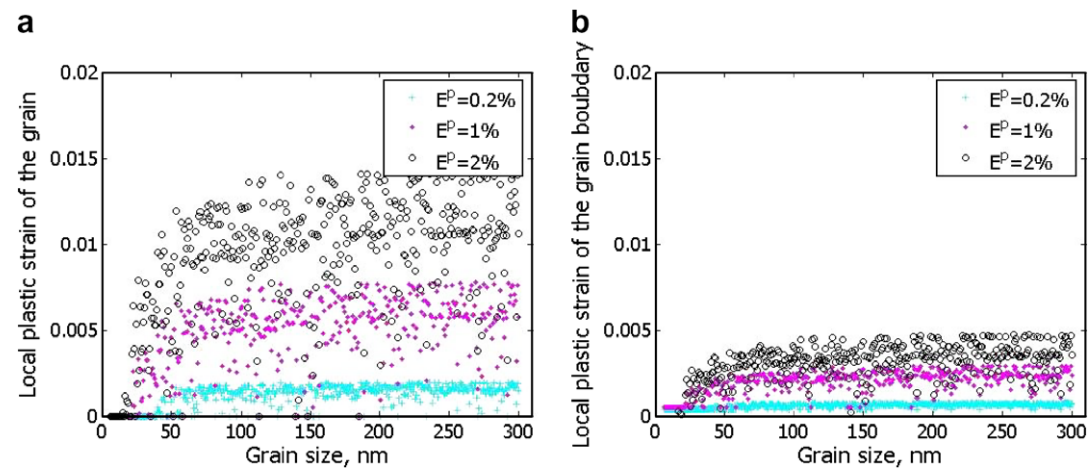 a
Local plastic strain of the grain
0.02
0.015
0.01
0.005
0
0 50 100 150 200 250 300
Grain size, nm
E^p=0.2%
E^p=1%
E^p=2%
b
Local plastic strain of the grain boubdary
0.02
0.015
0.01
0.005
0
0 50 100 150 200 250 300
Grain size, nm
E^p=0.2%
E^p=1%
E^p=2%